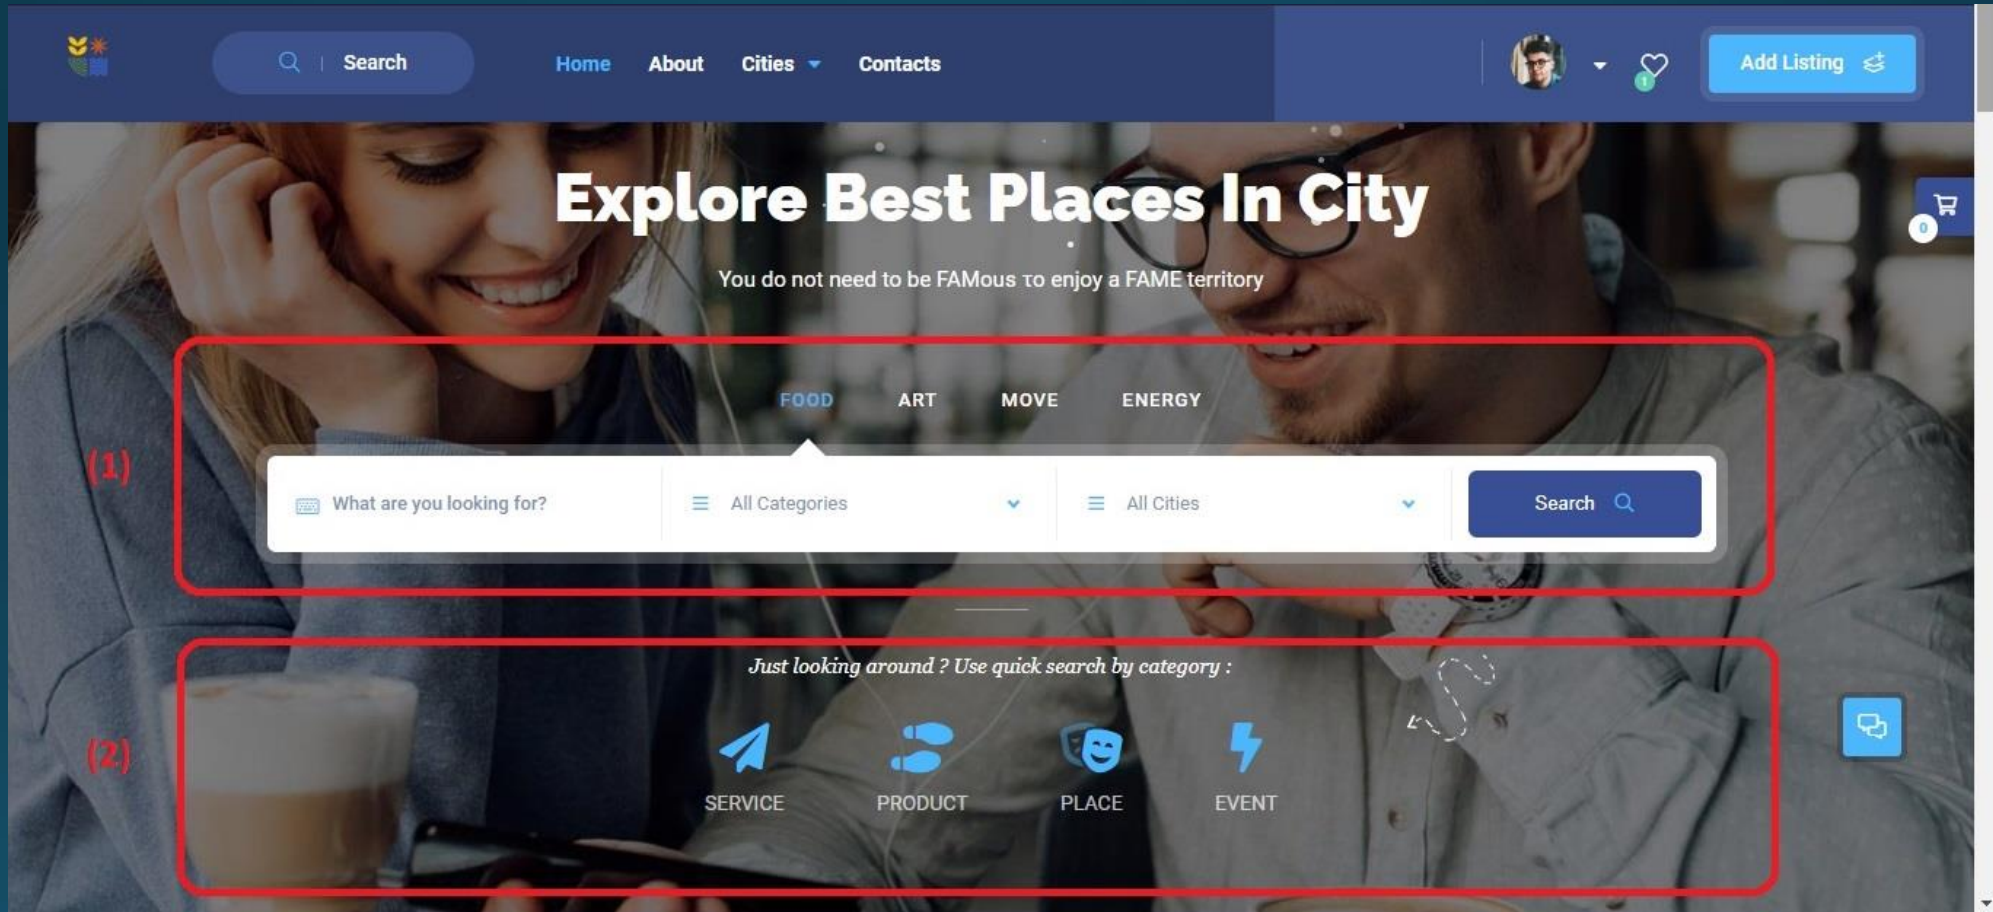 Search
Home About Cities Contacts
1
Add Listing
Explore Best Places In City
0
You do not need to be FAMous το enjoy a FAME territory
FOOD ART MOVE ENERGY
(1)
What are you looking for? All Categories All Cities Search
Just looking around ? Use quick search by category :
(2)
SERVICE PRODUCT PLACE EVENT